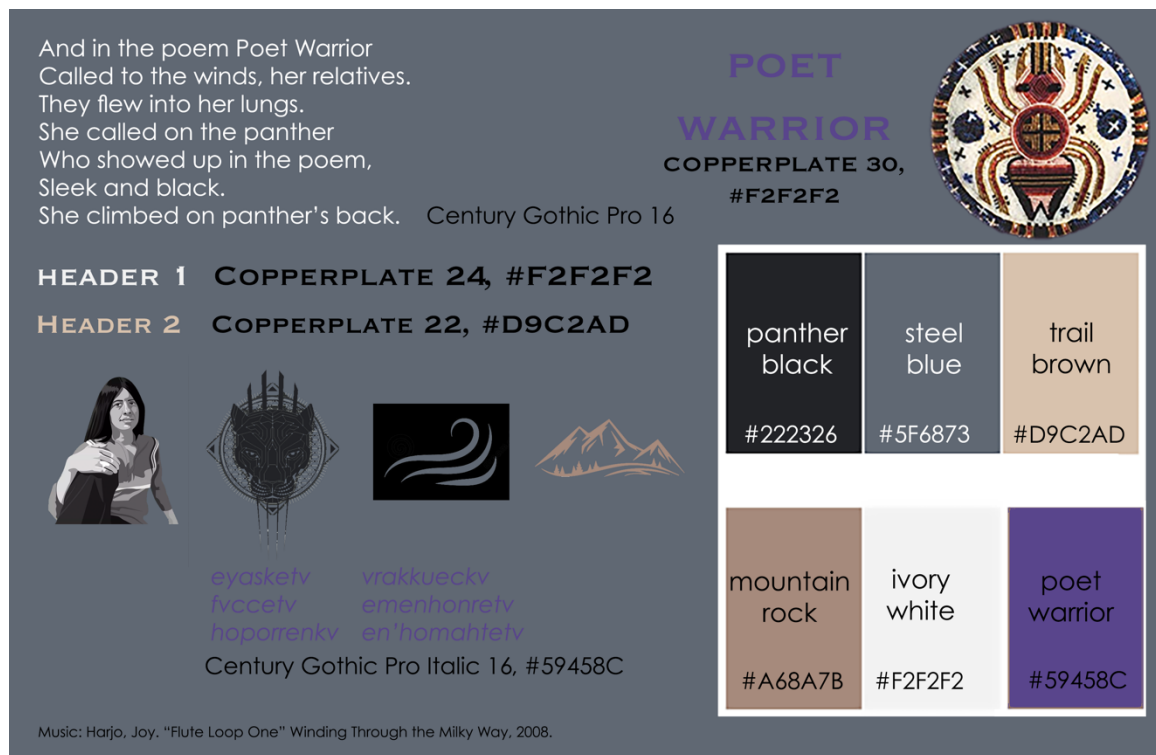 And in the poem Poet Warrior
Called to the winds, her relatives.
They flew into her lungs.
She called on the panther
Who showed up in the poem,
Sleek and black.
She climbed on panther’s back.
Century Gothic Pro 16
POET
WARRIOR
COPPERPLATE 30,
#F2F2F2
HEADER 1
COPPERPLATE 24, #F2F2F2
HEADER 2
COPPERPLATE 22, #D9C2AD
eyasketv
fvccetv
hoporrenkv
vrakkueckv
emenhonretv
en’homahtetv
Century Gothic Pro Italic 16, #59458C
panther
black
#222326
steel
blue
#5F6873
trail
brown
#D9C2AD
mountain
rock
#A68A7B
ivory
white
#F2F2F2
poet
warrior
#59458C
Music: Harjo, Joy. “Flute Loop One” Winding Through the Milky Way, 2008.